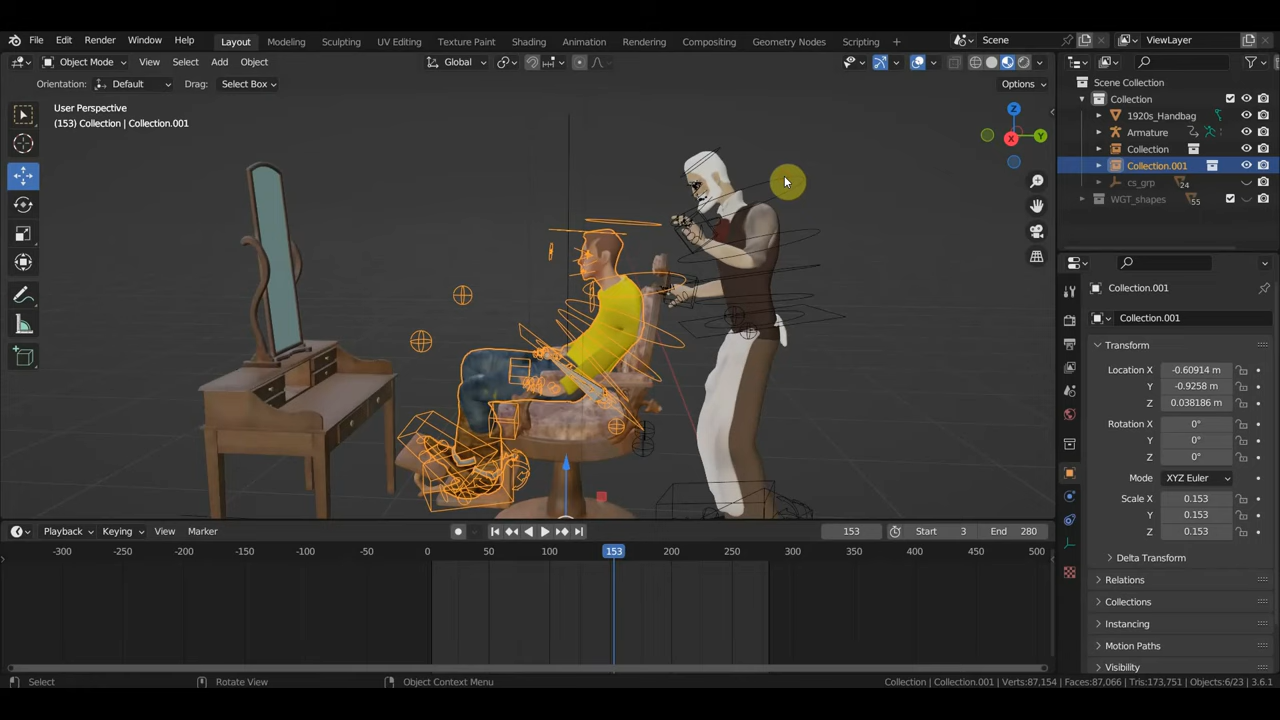 File Edit Render Window Help Layout Modeling Sculpting UV Editing Texture Paint Shading Animation Rendering Compositing Geometry Nodes Scripting + Scene ViewLayer
Object Mode View Select Add Object Global
Orientation: Default Drag: Select Box Options
User Perspective
(153) Collection | Collection.001
Z
Y
X
Scene Collection
Collection
1920s_Handbag
Armature
Collection
Collection.001
cs_grp 24
WGT_shapes 55
Collection.001
Collection.001
Transform
Location X -0.60914 m
Y -0.9258 m
Z 0.038186 m
Rotation X 0°
Y 0°
Z 0°
Mode XYZ Euler
Scale X 0.153
Y 0.153
Z 0.153
Delta Transform
Relations
Collections
Instancing
Motion Paths
Visibility
Playback Keying View Marker 153 Start 3 End 280
-300 -250 -200 -150 -100 -50 0 50 100 153 200 250 300 350 400 450 500
Select Rotate View Object Context Menu Collection | Collection.001 | Verts:87,154 | Faces:87,066 | Tris:173,751 | Objects:6/23 | 3.6.1